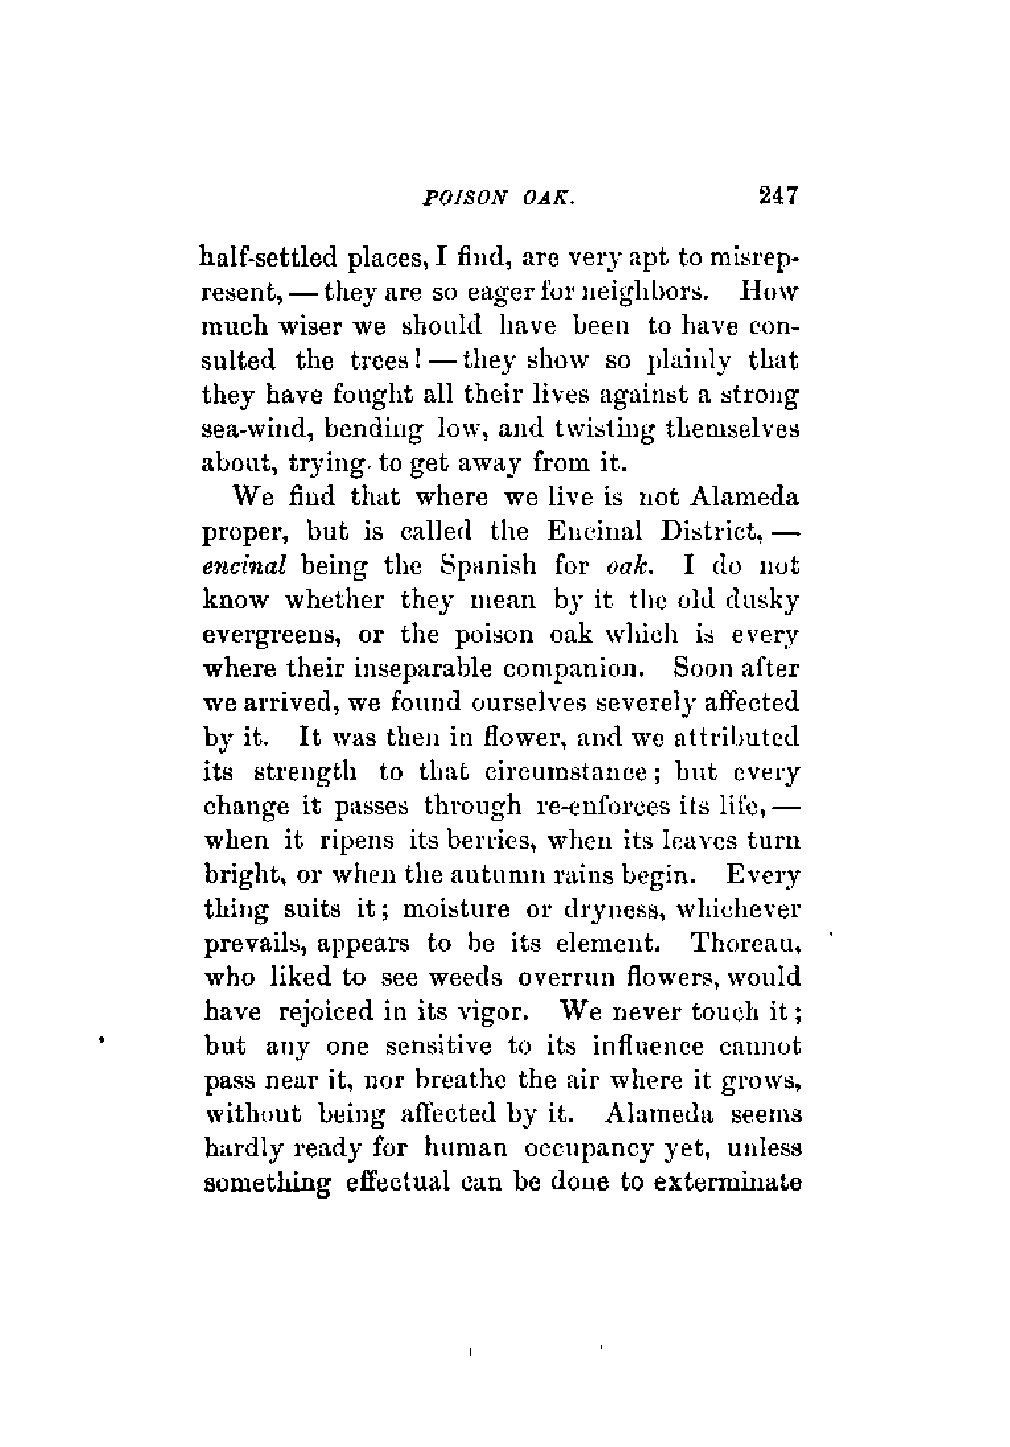 POISON OAK. 247
half-settled places, I find, are very apt to misrep-
resent, — they are so eager for neighbors. How
much wiser we should have been to have con-
sulted the trees! — they show so plainly that
they have fought all their lives against a strong
sea-wind, bending low, and twisting themselves
about, trying. to get away from it.
We find that where we live is not Alameda
proper, but is called the Encinal District, —
encinal being the Spanish for oak. I do not
know whether they mean by it the old dusky
evergreens, or the poison oak which is every
where their inseparable companion. Soon after
we arrived, we found ourselves severely affected
by it. It was then in flower, and we attributed
its strength to that circumstance; but every
change it passes through re-enforces its life, —
when it ripens its berries, when its leaves turn
bright, or when the autumn rains begin. Every
thing suits it; moisture or dryness, whichever
prevails, appears to be its element. Thoreau,
who liked to see weeds overrun flowers, would
have rejoiced in its vigor. We never touch it;
but any one sensitive to its influence cannot
pass near it, nor breathe the air where it grows,
without being affected by it. Alameda seems
hardly ready for human occupancy yet, unless
something effectual can be done to exterminate